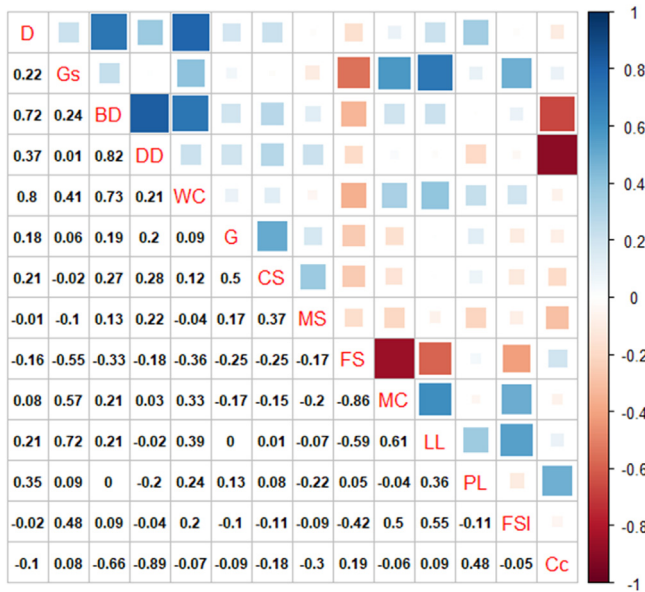 D
0.22 Gs
0.72 0.24 BD
0.37 0.01 0.82 DD
0.8 0.41 0.73 0.21 WC
0.18 0.06 0.19 0.2 0.09 G
0.21 -0.02 0.27 0.28 0.12 0.5 CS
-0.01 -0.1 0.13 0.22 -0.04 0.17 0.37 MS
-0.16 -0.55 -0.33 -0.18 -0.36 -0.25 -0.25 -0.17 FS
0.08 0.57 0.21 0.03 0.33 -0.17 -0.15 -0.2 -0.86 MC
0.21 0.72 0.21 -0.02 0.39 0 0.01 -0.07 -0.59 0.61 LL
0.35 0.09 0 -0.2 0.24 0.13 0.08 -0.22 0.05 -0.04 0.36 PL
-0.02 0.48 0.09 -0.04 0.2 -0.1 -0.11 -0.09 -0.42 0.5 0.55 -0.11 FSI
-0.1 0.08 -0.66 -0.89 -0.07 -0.09 -0.18 -0.3 0.19 -0.06 0.09 0.48 -0.05 Cc
1
0.8
0.6
0.4
0.2
0
-0.2
-0.4
-0.6
-0.8
-1